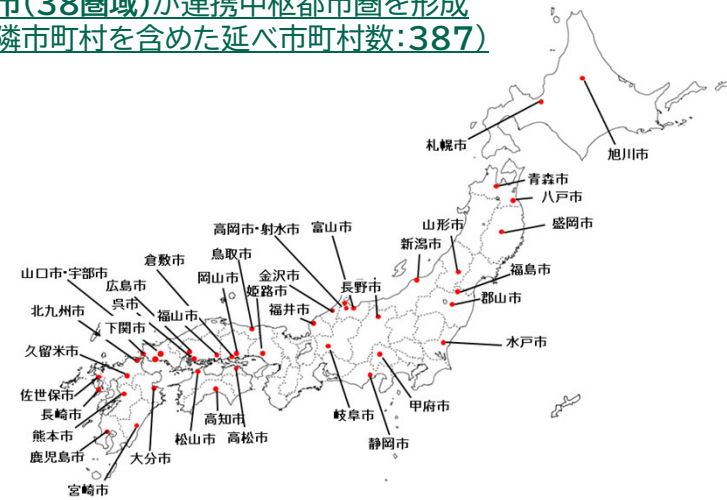 市(38圏域)が連携中枢都市圏を形成
隣市町村を含めた延べ市町村数:387)
札幌市
旭川市
青森市
八戸市
盛岡市
高岡市・射水市
富山市
山形市
新潟市
福島市
郡山市
水戸市
倉敷市
鳥取市
岡山市
金沢市
姫路市
長野市
福井市
山口市・宇部市
広島市
呉市
福山市
北九州市
下関市
久留米市
佐世保市
長崎市
熊本市
鹿児島市
宮崎市
大分市
松山市
高知市
高松市
岐阜市
甲府市
静岡市